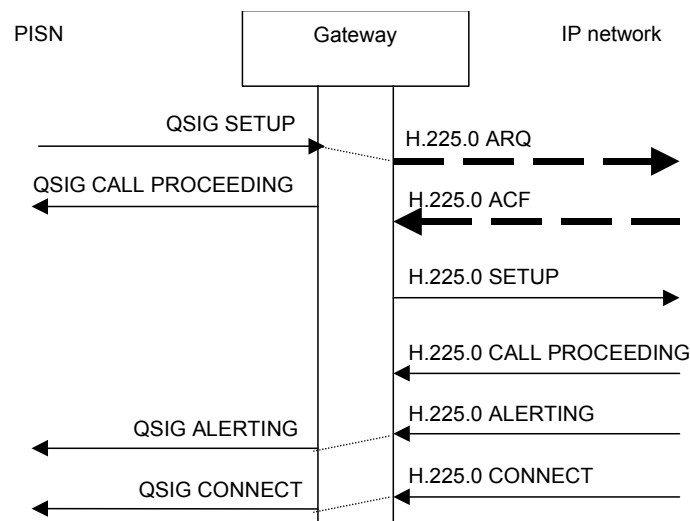 PISN
Gateway
IP network
QSIG SETUP
H.225.0 ARQ
QSIG CALL PROCEEDING
H.225.0 ACF
H.225.0 SETUP
H.225.0 CALL PROCEEDING
QSIG ALERTING
H.225.0 ALERTING
QSIG CONNECT
H.225.0 CONNECT